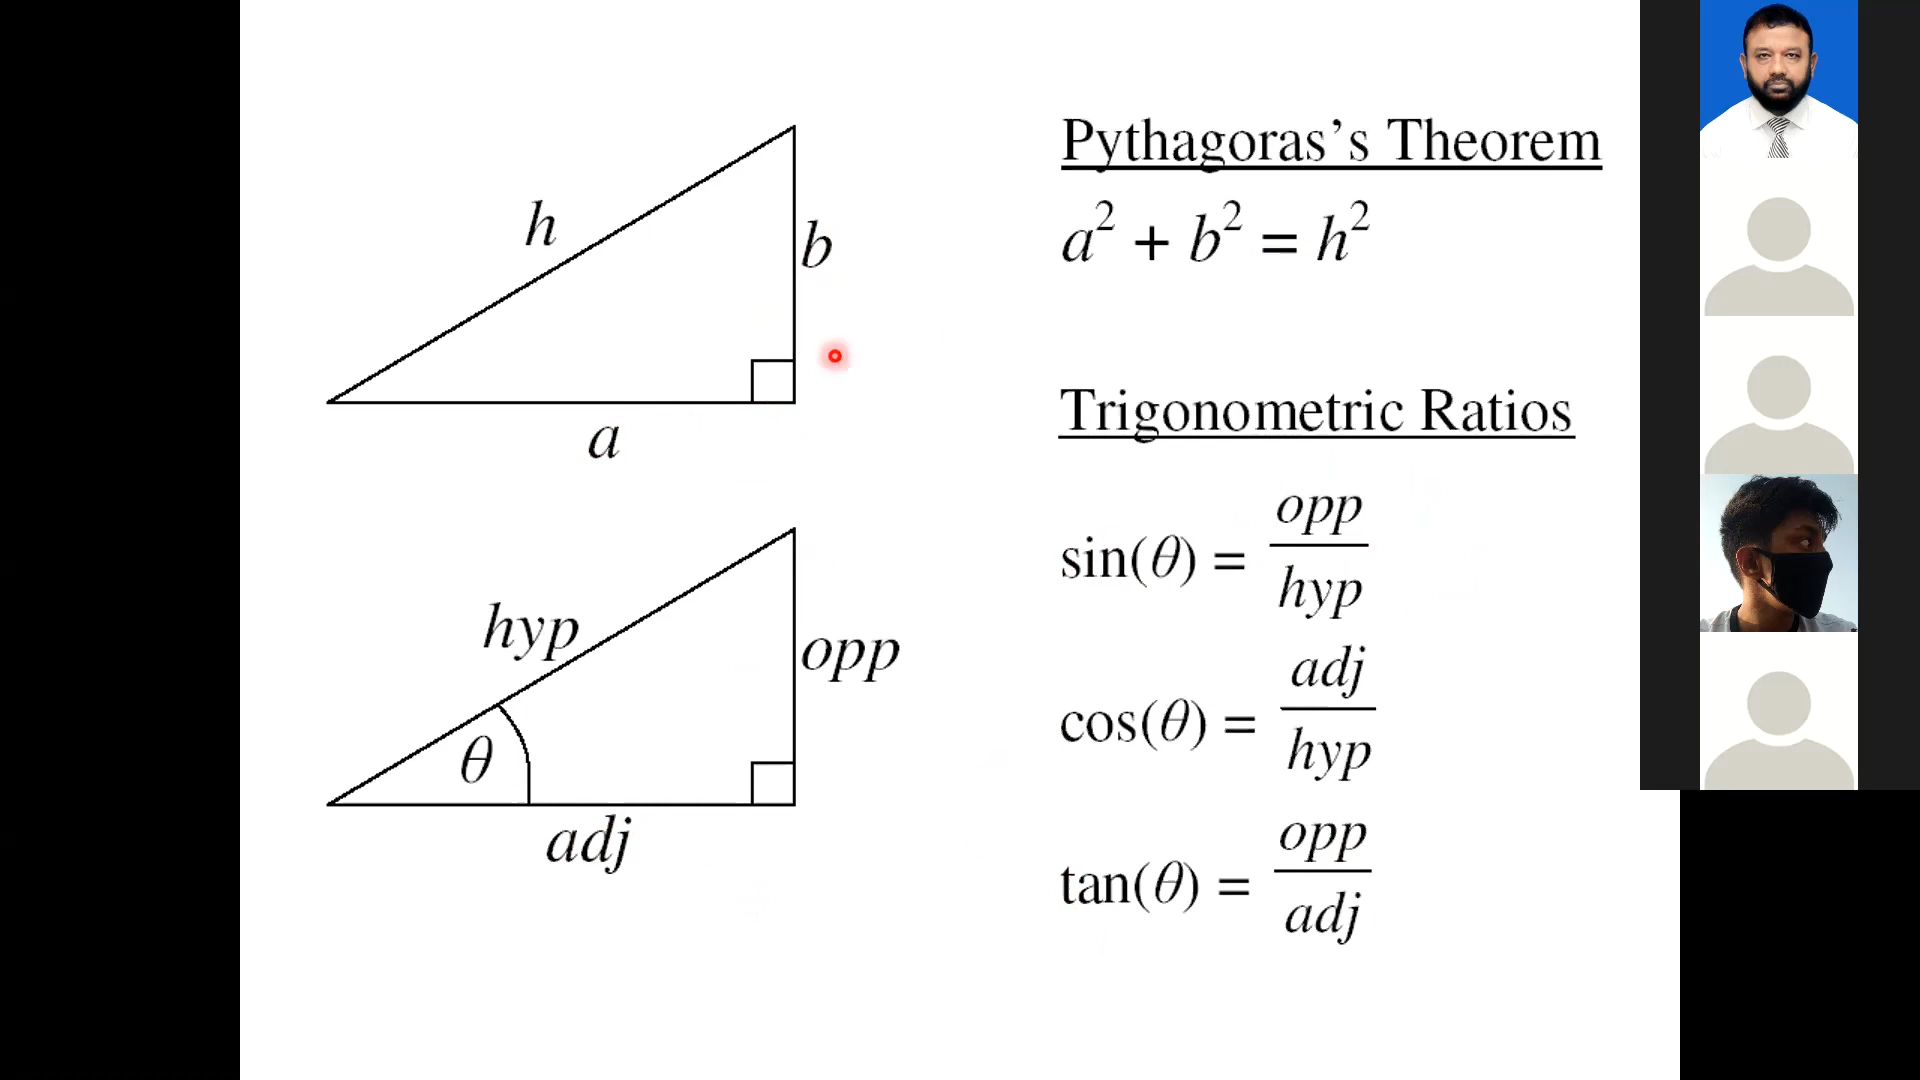 h
b
a
Pythagoras’s Theorem
a² + b² = h²
Trigonometric Ratios
hyp
opp
θ
adj
sin(θ) = opp/hyp
cos(θ) = adj/hyp
tan(θ) = opp/adj